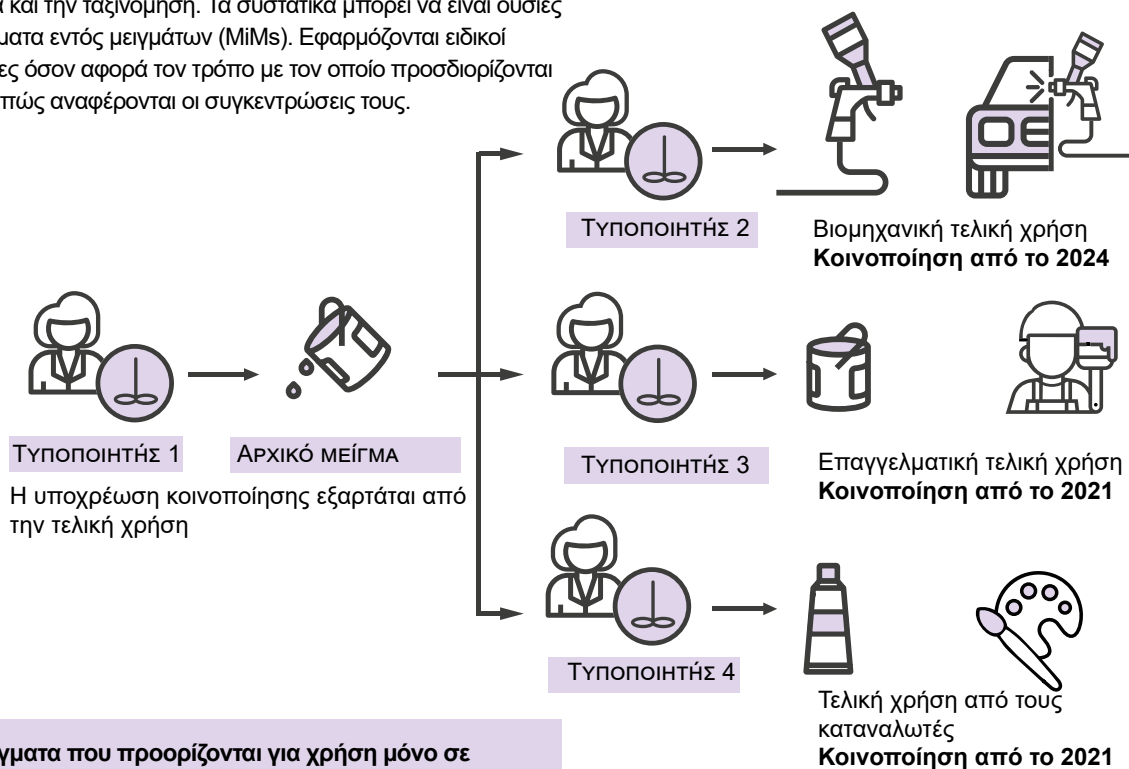 και την ταξινόμηση. Τα συστατικά μπορεί να είναι ουσίες
εντός μειγμάτων (MiMs). Εφαρμόζονται ειδικοί
όσον αφορά τον τρόπο με τον οποίο προσδιορίζονται
πώς αναφέρονται οι συγκεντρώσεις τους.
ΤΥΠΟΠΟΙΗΤΉΣ 2
Βιομηχανική τελική χρήση
Κοινοποίηση από το 2024
ΤΥΠΟΠΟΙΗΤΉΣ 1
ΑΡΧΙΚΌ ΜΕΊΓΜΑ
Η υποχρέωση κοινοποίησης εξαρτάται από
την τελική χρήση
ΤΥΠΟΠΟΙΗΤΉΣ 3
Επαγγελματική τελική χρήση
Κοινοποίηση από το 2021
ΤΥΠΟΠΟΙΗΤΉΣ 4
Τελική χρήση από τους
καταναλωτές
Κοινοποίηση από το 2021
που προορίζονται για χρήση μόνο σε